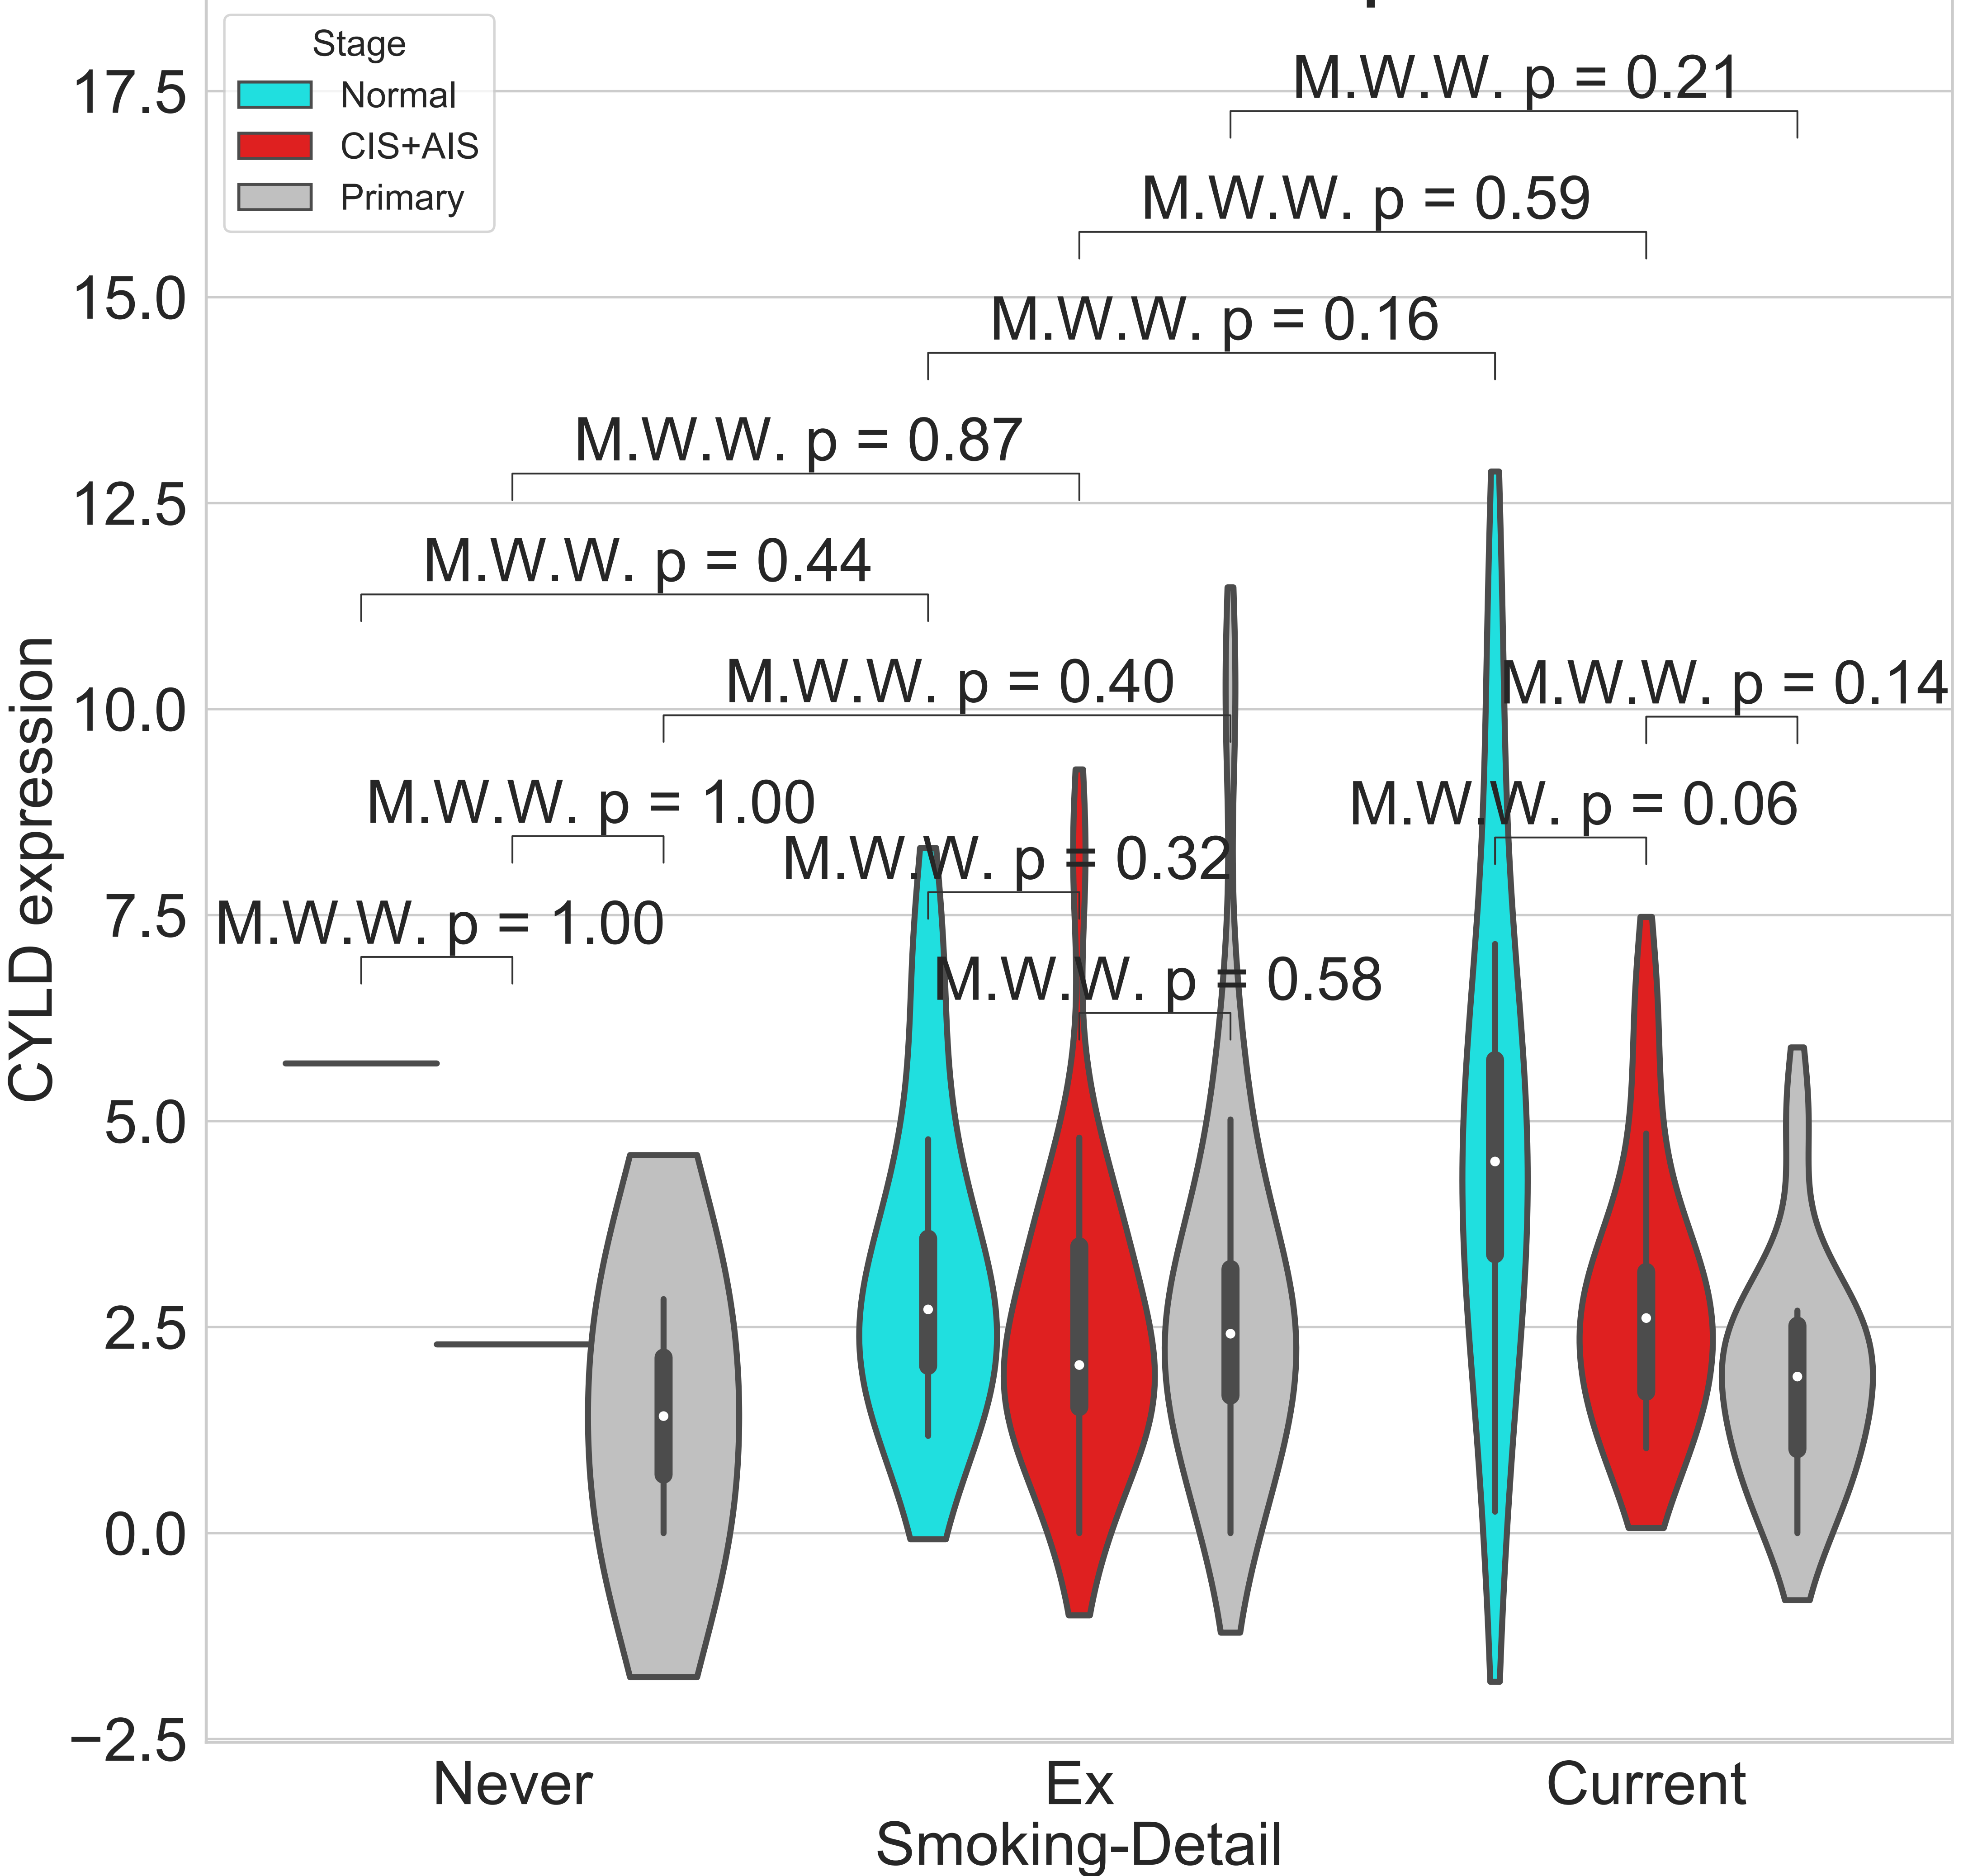 Stage
Normal
CIS+AIS
Primary
17.5
15.0
12.5
10.0
7.5
5.0
2.5
0.0
−2.5
CYLD expression
M.W.W. p = 0.21
M.W.W. p = 0.59
M.W.W. p = 0.16
M.W.W. p = 0.87
M.W.W. p = 0.44
M.W.W. p = 0.40
M.W.W. p = 0.14
M.W.W. p = 1.00
M.W.W. p = 0.06
M.W.W. p = 0.32
M.W.W. p = 1.00
M.W.W. p = 0.58
Never
Ex
Current
Smoking-Detail